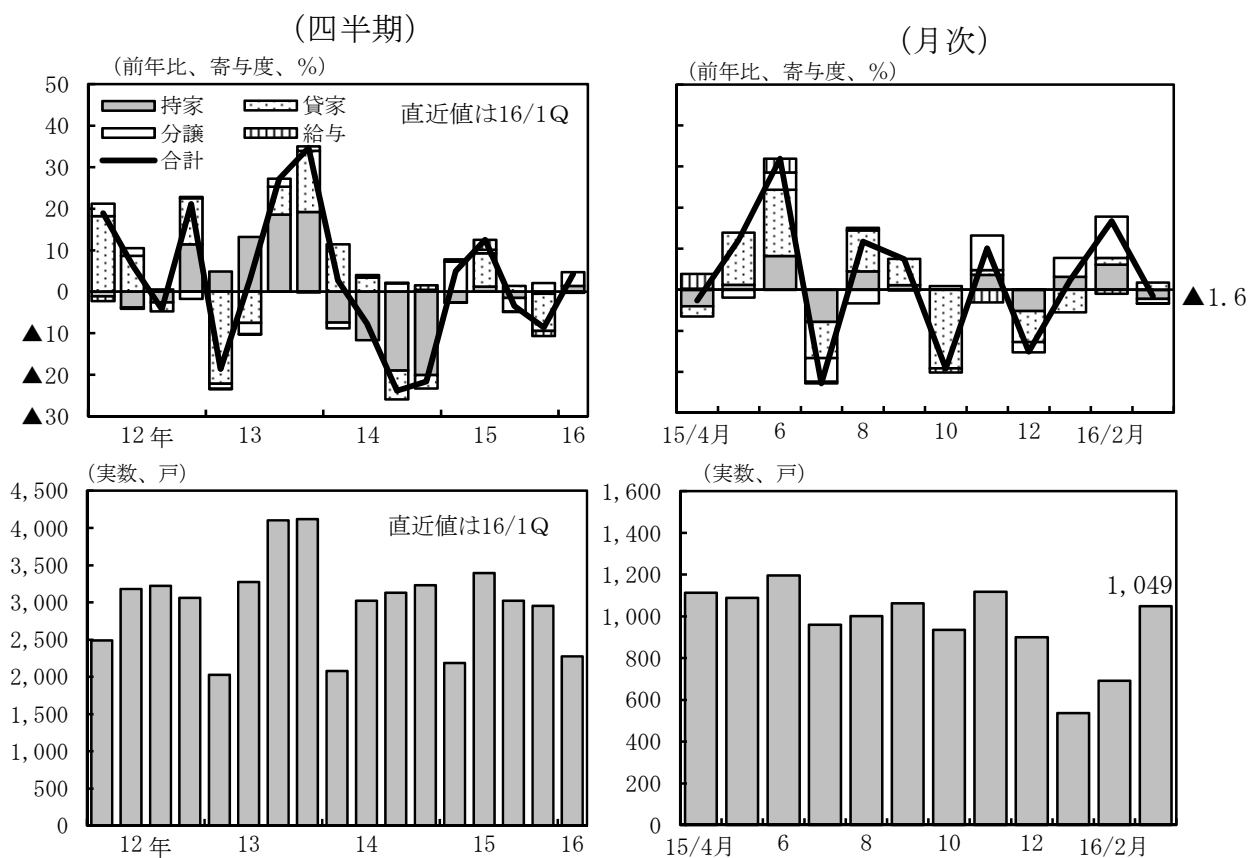 (四半期)
(前年比、寄与度、%)
50
40
30
20
10
0
▲10
▲20
▲30
持家
貸家
分譲
給与
合計
直近値は16/1Q
12年 13 14 15 16
(月次)
(前年比、寄与度、%)
▲1.6
15/4月 6 8 10 12 16/2月
(実数、戸)
4,500
4,000
3,500
3,000
2,500
2,000
1,500
1,000
500
0
直近値は16/1Q
12年 13 14 15 16
(実数、戸)
1,600
1,400
1,200
1,000
800
600
400
200
0
1,049
15/4月 6 8 10 12 16/2月